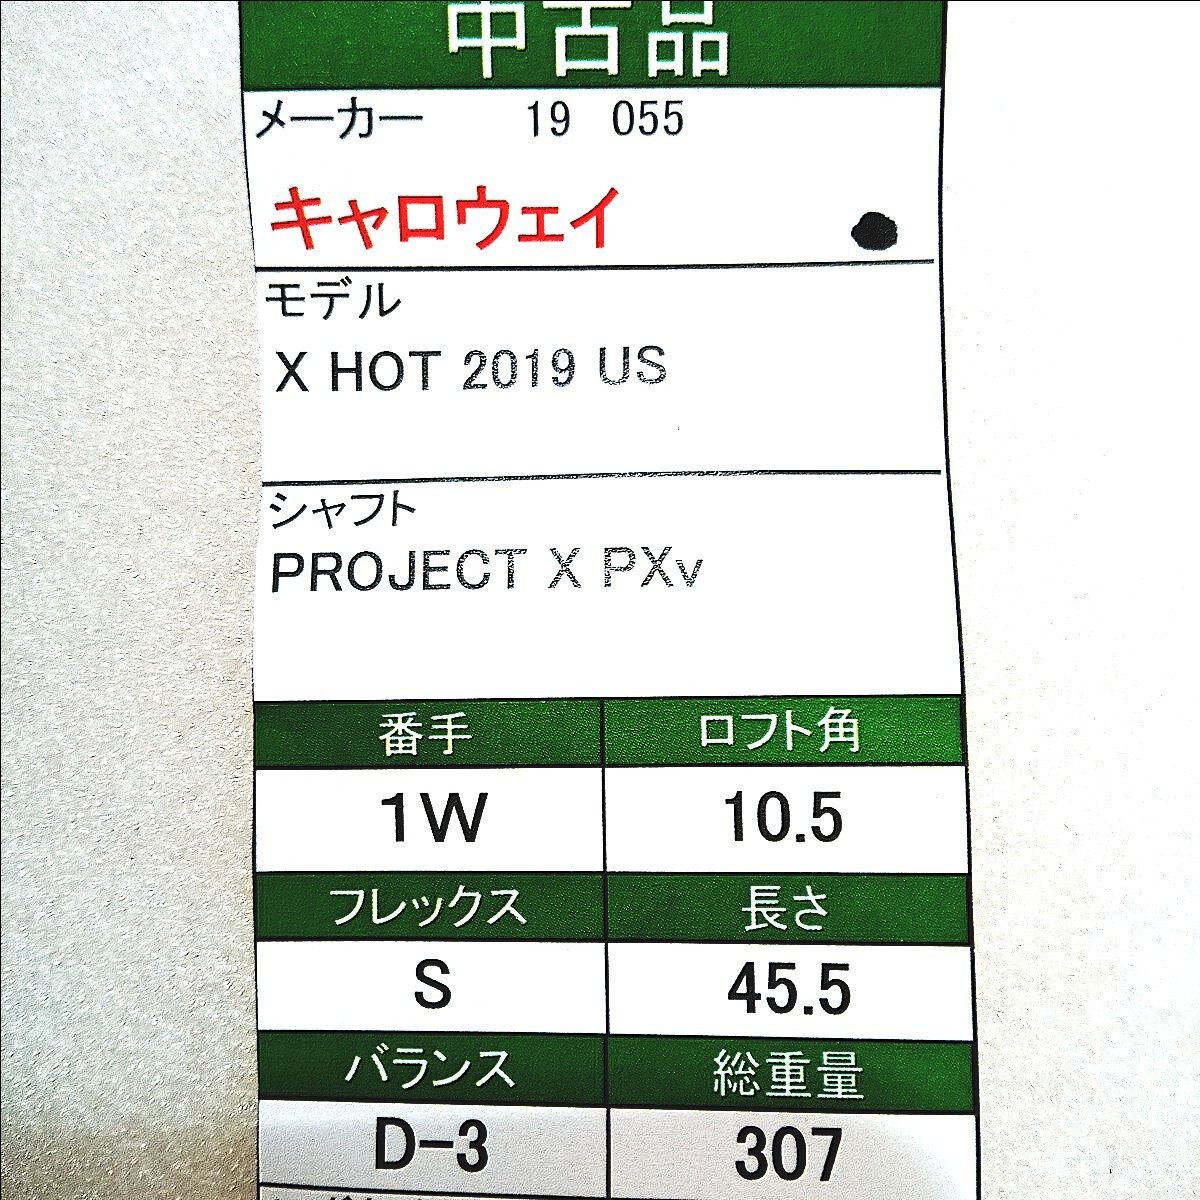 中古品
メーカー 19 055
キャロウェイ
モデル
X HOT 2019 US
シャフト
PROJECT X PXv
番手 ロフト角
1W 10.5
フレックス 長さ
S 45.5
バランス 総重量
D-3 307